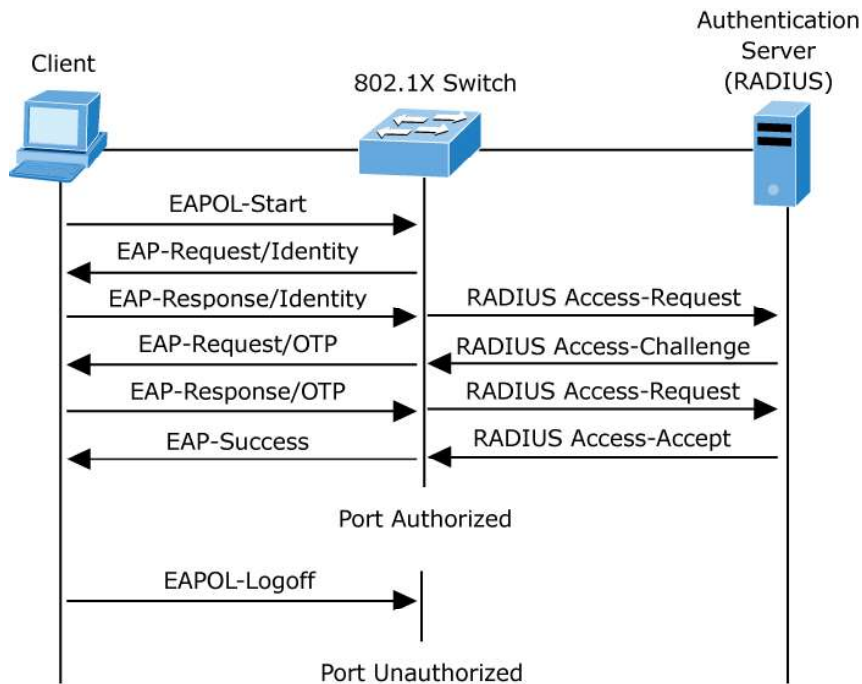 Authentication
Server
(RADIUS)
Client
802.1X Switch
EAPOL-Start
EAP-Request/Identity
EAP-Response/Identity
RADIUS Access-Request
EAP-Request/OTP
RADIUS Access-Challenge
EAP-Response/OTP
RADIUS Access-Request
EAP-Success
RADIUS Access-Accept
Port Authorized
EAPOL-Logoff
Port Unauthorized